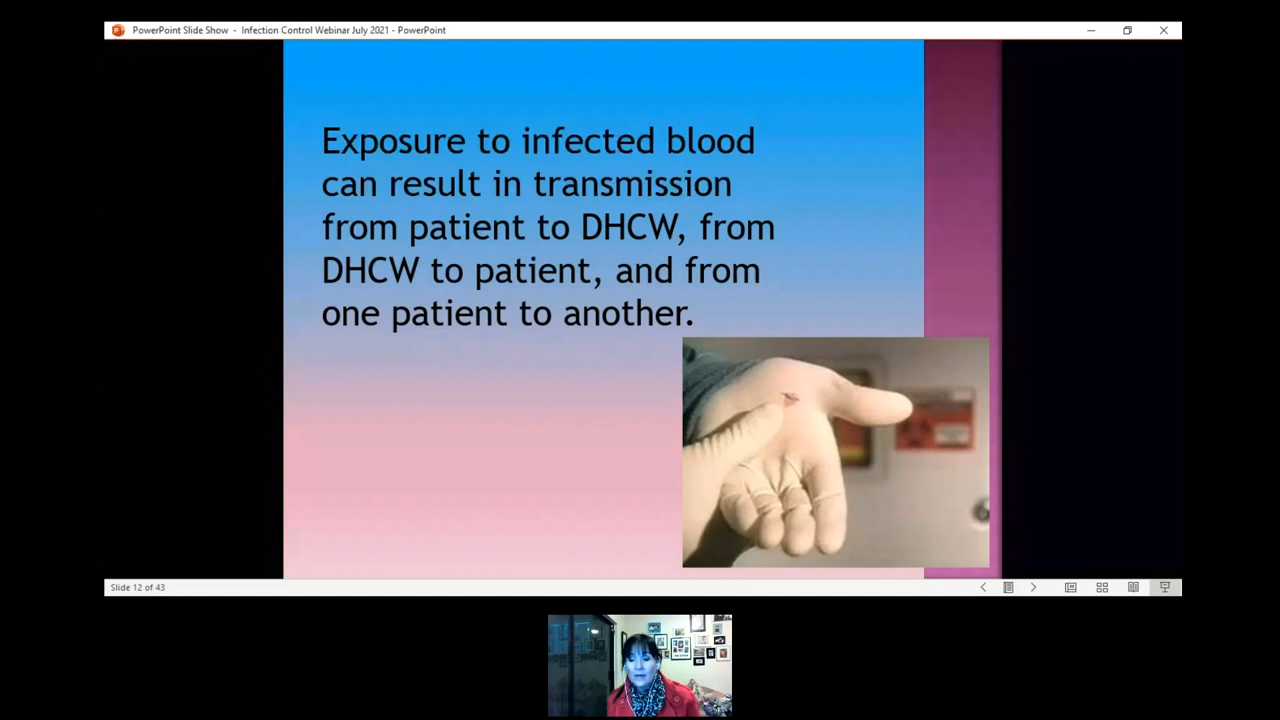 PowerPoint Slide Show - Infection Control Webinar July 2021 - PowerPoint
Exposure to infected blood
can result in transmission
from patient to DHCW, from
DHCW to patient, and from
one patient to another.
Slide 12 of 43